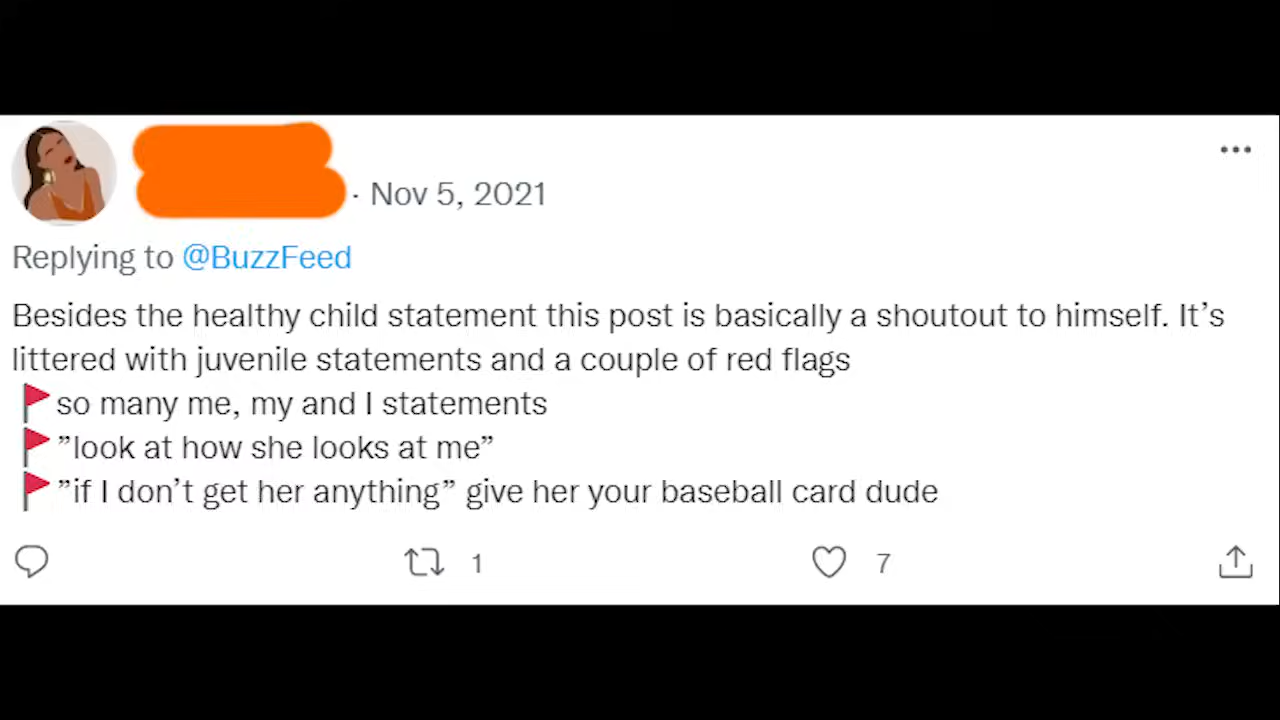 · Nov 5, 2021
Replying to @BuzzFeed
Besides the healthy child statement this post is basically a shoutout to himself. It’s
littered with juvenile statements and a couple of red flags
🚩so many me, my and I statements
🚩”look at how she looks at me”
🚩”if I don’t get her anything” give her your baseball card dude
1 7